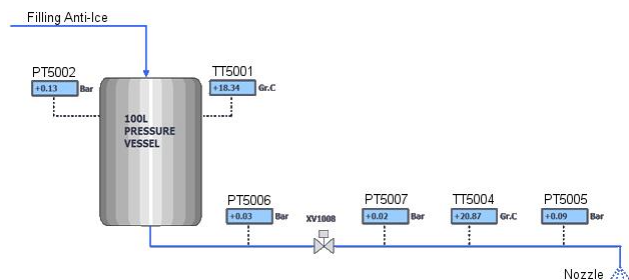 Filling Anti-Ice
PT5002
+0.13 Bar
TT5001
+18.34 Gr.C
100L
PRESSURE
VESSEL
PT5006
+0.03 Bar
XV1008
PT5007
+0.02 Bar
TT5004
+20.87 Gr.C
PT5005
+0.09 Bar
Nozzle